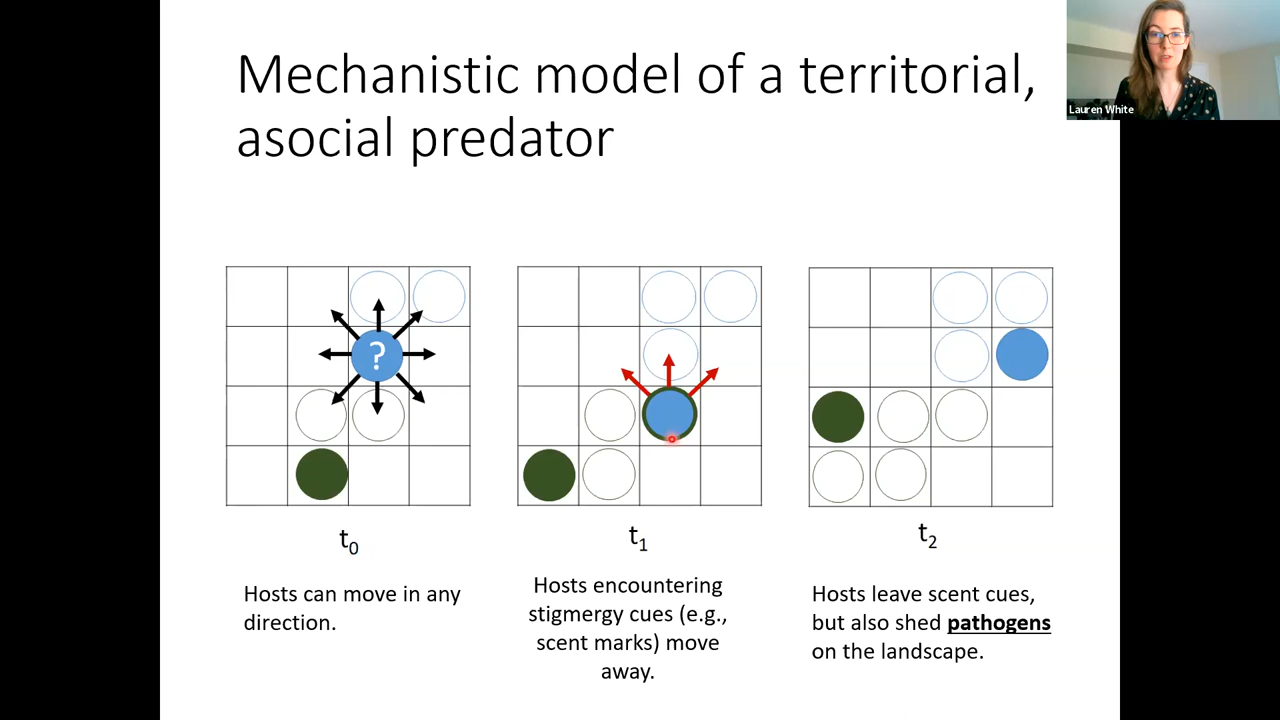 Mechanistic model of a territorial,
asocial predator
Lauren White
?
t0
t1
t2
Hosts can move in any
direction.
Hosts encountering
stigmergy cues (e.g.,
scent marks) move
away.
Hosts leave scent cues,
but also shed pathogens
on the landscape.